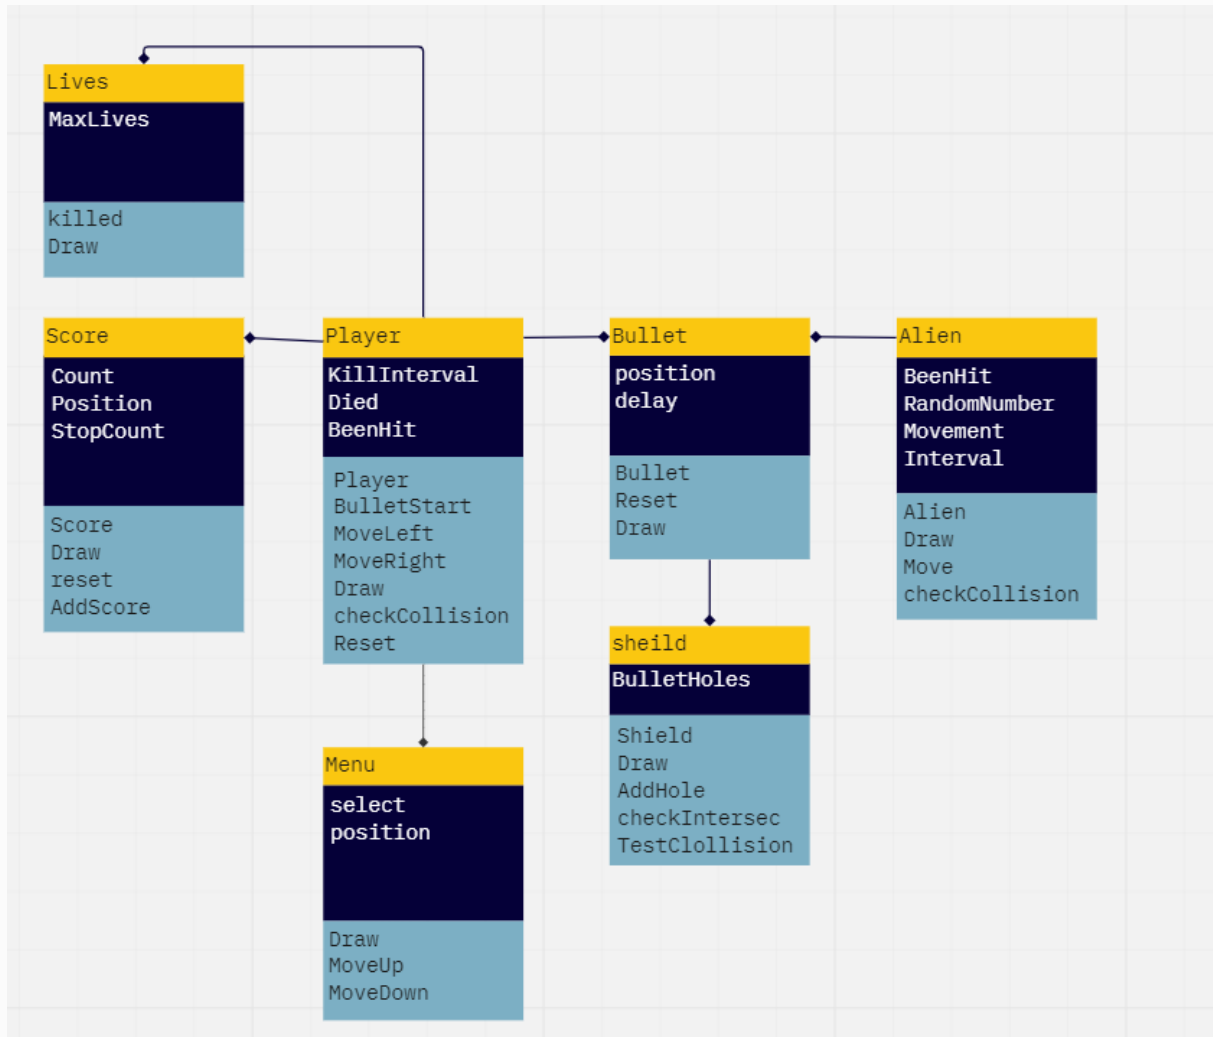 Lives
MaxLives
killed
Draw
Score
Count
Position
StopCount
Score
Draw
reset
AddScore
Player
KillInterval
Died
BeenHit
Player
BulletStart
MoveLeft
MoveRight
Draw
checkCollision
Reset
Bullet
position
delay
Bullet
Reset
Draw
Alien
BeenHit
RandomNumber
Movement
Interval
Alien
Draw
Move
checkCollision
sheild
BulletHoles
Shield
Draw
AddHole
checkIntersec
TestClollision
Menu
select
position
Draw
MoveUp
MoveDown